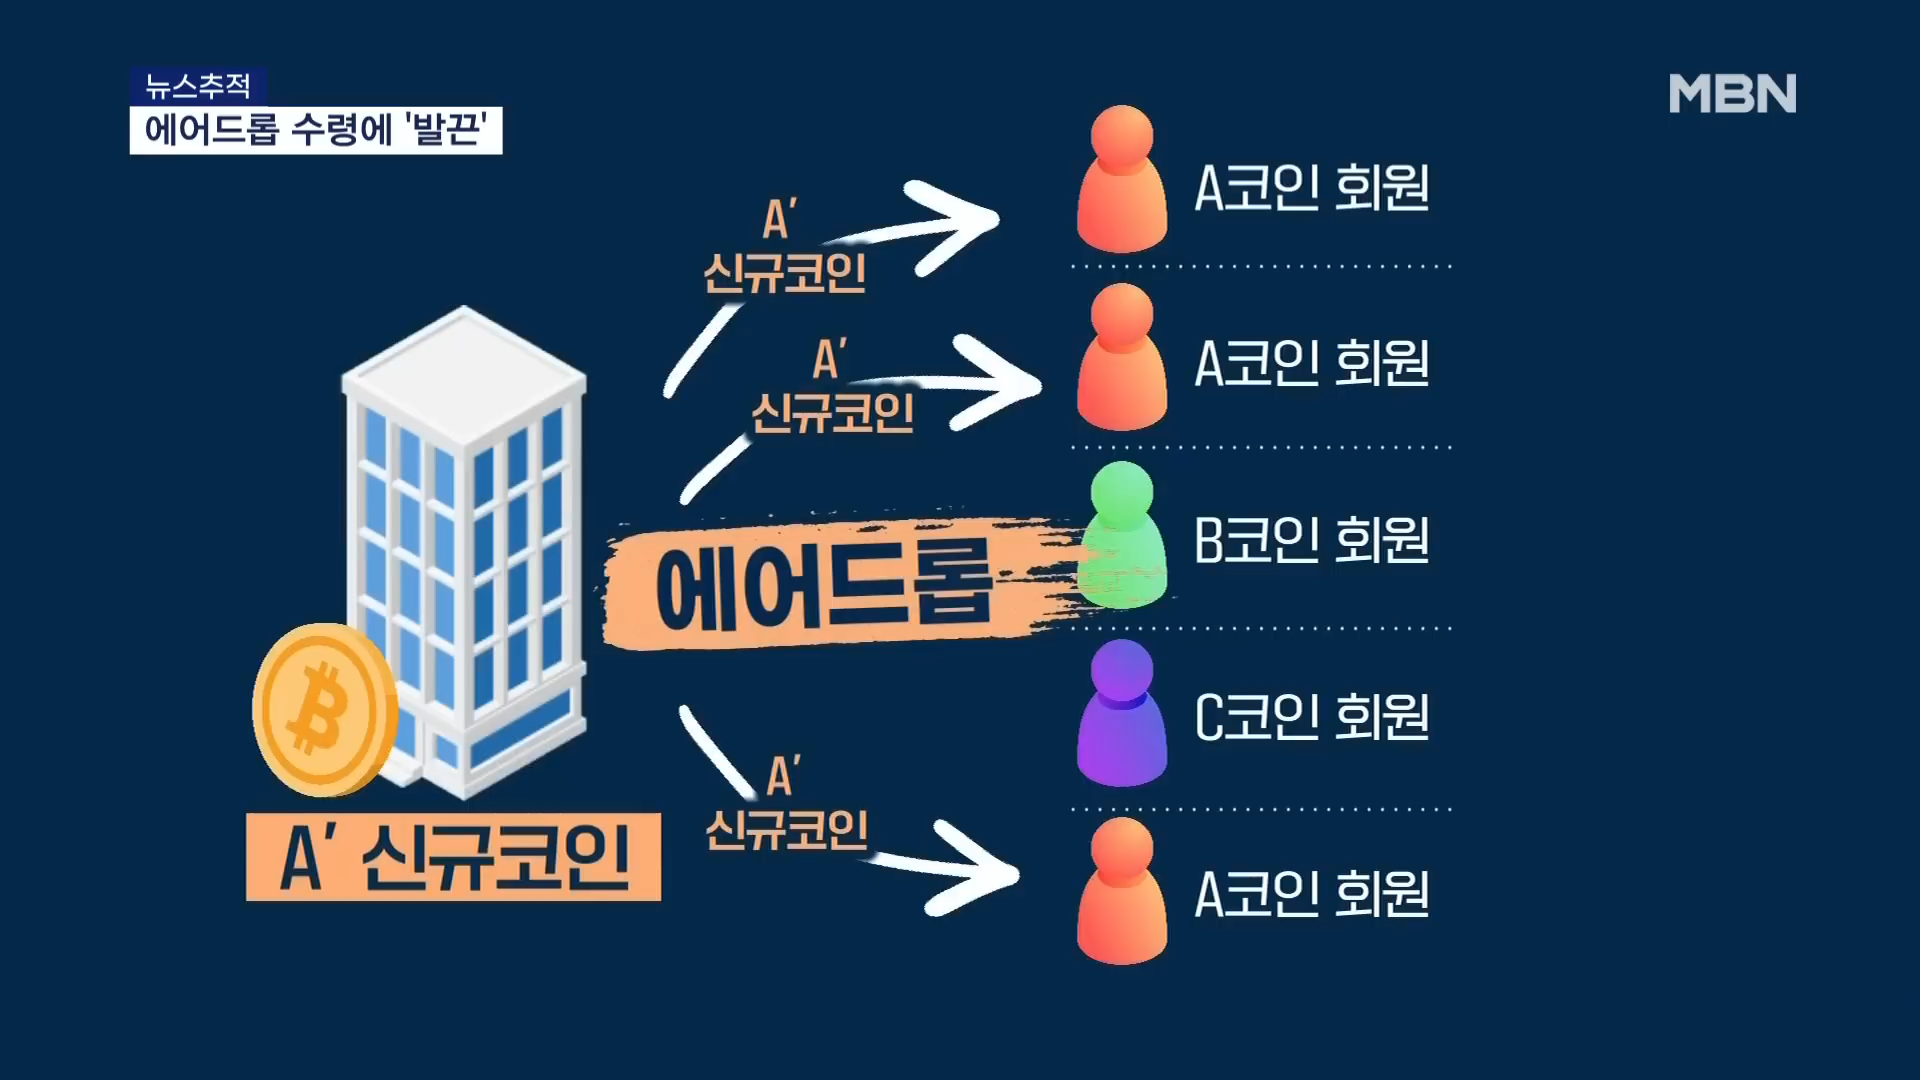 뉴스추적
에어드롭 수령에 '발끈'
MBN
A'
신규코인
A코인 회원
A'
신규코인
A코인 회원
에어드롭
B코인 회원
C코인 회원
A'
신규코인
A코인 회원
A' 신규코인